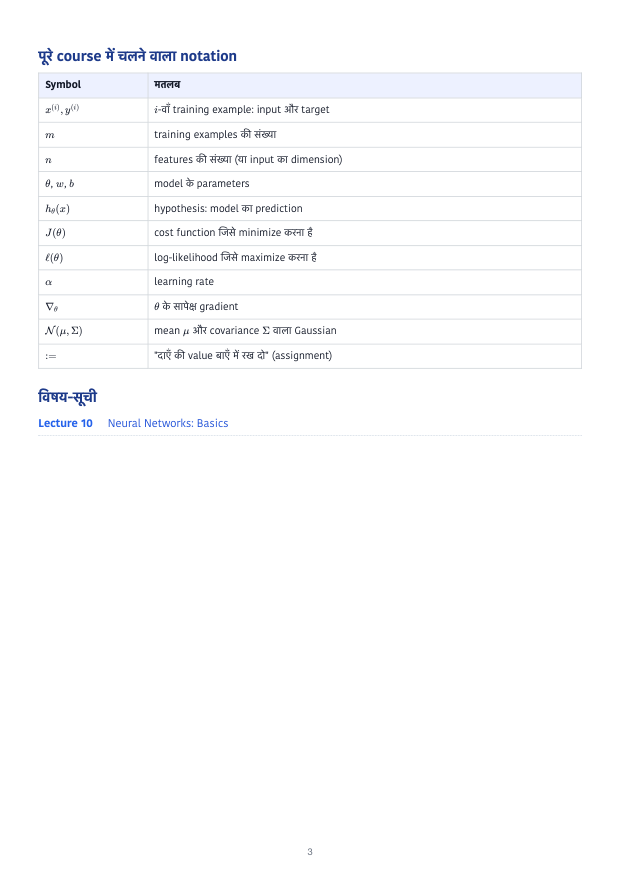 पूरे course में चलने वाला notation
Symbol मतलब
x⁽ⁱ⁾, y⁽ⁱ⁾ i-वाँ training example: input और target
m training examples की संख्या
n features की संख्या (या input का dimension)
θ, w, b model के parameters
h_θ(x) hypothesis: model का prediction
J(θ) cost function जिसे minimize करना है
ℓ(θ) log-likelihood जिसे maximize करना है
α learning rate
∇_θ θ के सापेक्ष gradient
𝒩(μ, Σ) mean μ और covariance Σ वाला Gaussian
:= "दाएँ की value बाएँ में रख दो" (assignment)
विषय-सूची
Lecture 10 Neural Networks: Basics
3